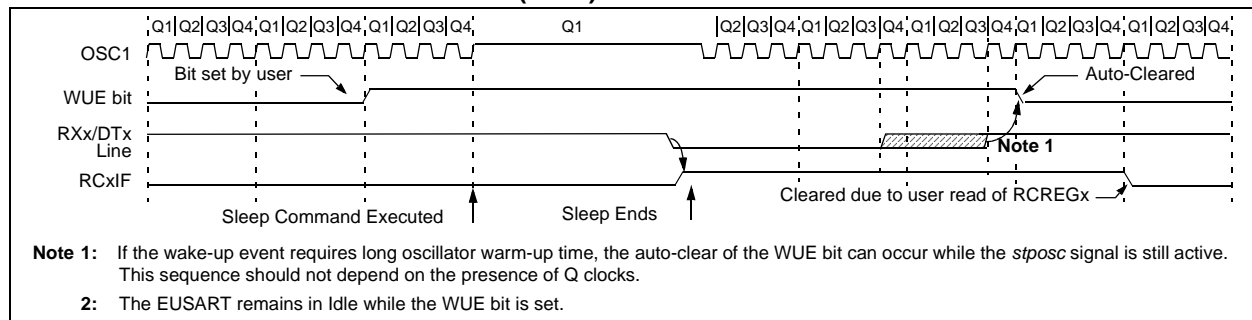 Q1 Q2 Q3 Q4 Q1 Q2 Q3 Q4 Q1 Q2 Q3 Q4 Q1 Q2 Q3 Q4 Q1 Q2 Q3 Q4 Q1 Q2 Q3 Q4 Q1 Q2 Q3 Q4 Q1 Q2 Q3 Q4
OSC1
Bit set by user
Auto-Cleared
WUE bit
RXx/DTx
Line
Note 1
RCxIF
Cleared due to user read of RCREGx
Sleep Command Executed
Sleep Ends
Note 1: If the wake-up event requires long oscillator warm-up time, the auto-clear of the WUE bit can occur while the stposc signal is still active.
This sequence should not depend on the presence of Q clocks.
2: The EUSART remains in Idle while the WUE bit is set.